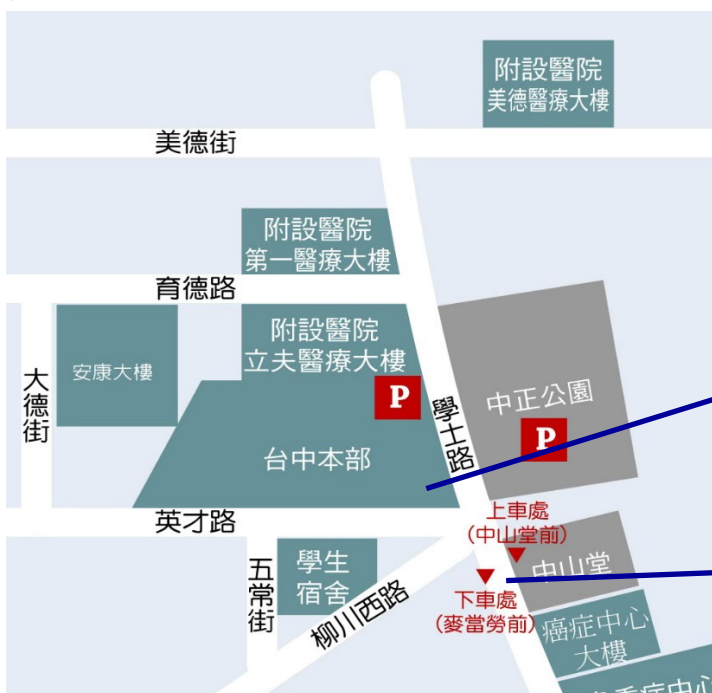 附設醫院
美德醫療大樓
美德街
附設醫院
第一醫療大樓
育德路
附設醫院
立夫醫療大樓
安康大樓
大德街
P
學士路
中正公園
P
台中本部
英才路
上車處
(中山堂前)
學生
宿舍
五常街
柳川西路
下車處
(麥當勞前)
中山堂
癌症中心
大樓
症中心